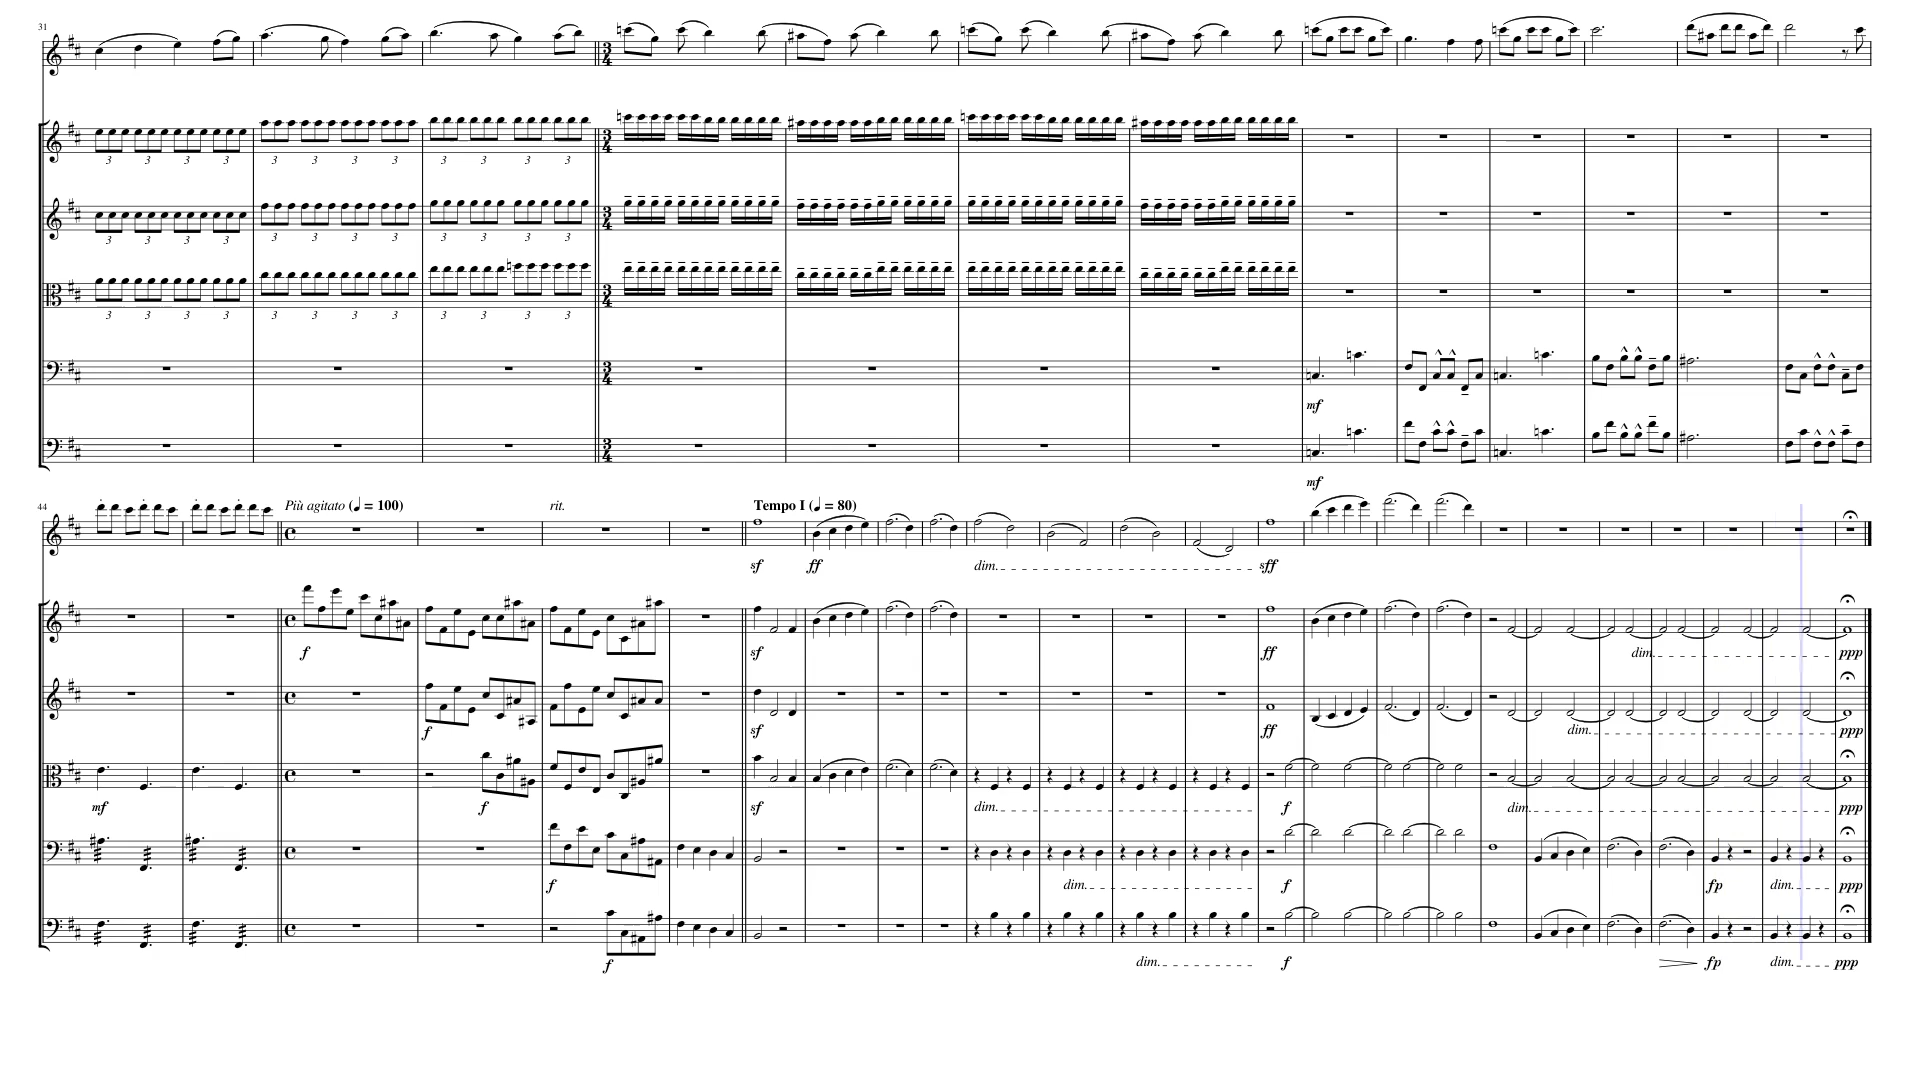 31
3 3 3 3 3 3 3 3 3 3 3 3
3 3 3 3 3 3 3 3 3 3 3 3
3 3 3 3 3 3 3 3 3 3 3 3
mf
mf
44 Più agitato (♩ = 100) rit. Tempo I (♩ = 80)
sf ff dim. sff
f sf ff dim. ppp
f sf ff dim. ppp
mf f sf dim. f dim. ppp
f dim. f fp dim. ppp
f dim. f fp dim. ppp